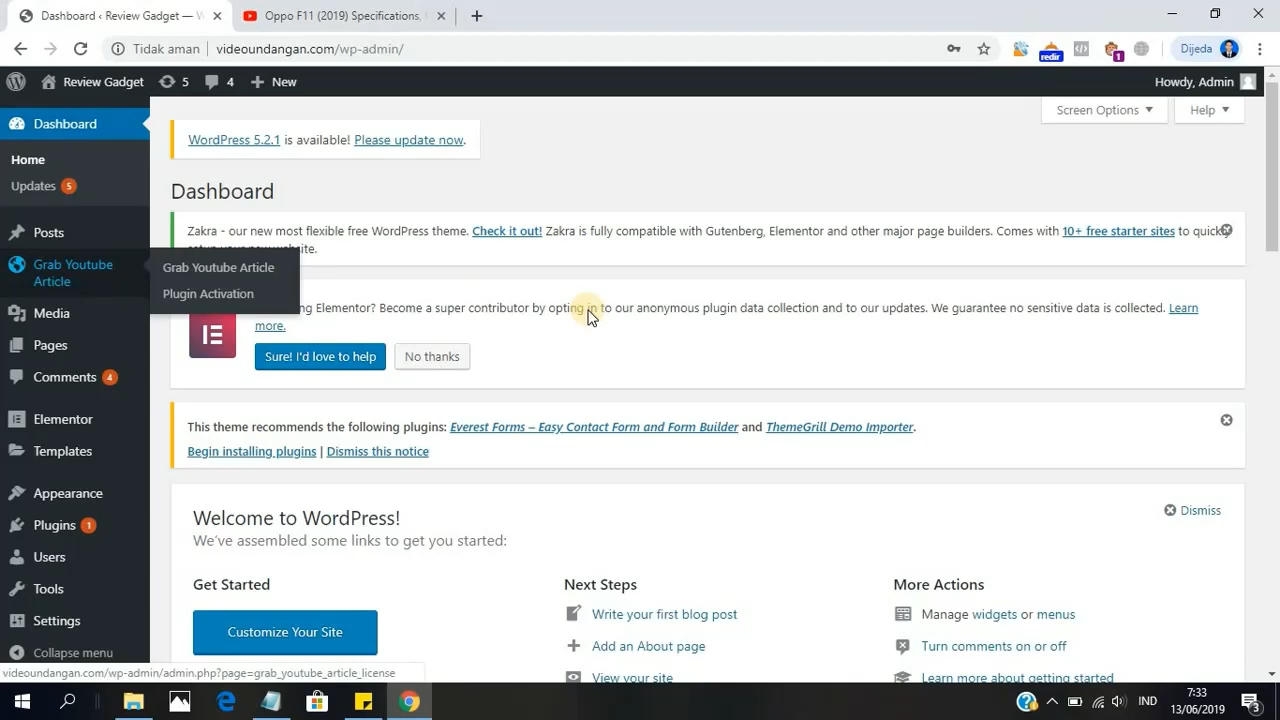 Dashboard ‹ Review Gadget — W
Oppo F11 (2019) Specifications,
Tidak aman
videoundangan.com/wp-admin/
redir
1
Dijeda
Review Gadget
5
4
New
Howdy, Admin
Dashboard
Home
Updates 5
Posts
Grab Youtube
Article
Grab Youtube Article
Plugin Activation
Media
Pages
Comments 4
Elementor
Templates
Appearance
Plugins 1
Users
Tools
Settings
Collapse menu
Screen Options
Help
WordPress 5.2.1 is available! Please update now.
Dashboard
Zakra - our new most flexible free WordPress theme. Check it out! Zakra is fully compatible with Gutenberg, Elementor and other major page builders. Comes with 10+ free starter sites to quickly
website.
ing Elementor? Become a super contributor by opting in to our anonymous plugin data collection and to our updates. We guarantee no sensitive data is collected. Learn
more.
Sure! I'd love to help
No thanks
This theme recommends the following plugins: Everest Forms – Easy Contact Form and Form Builder and ThemeGrill Demo Importer.
Begin installing plugins | Dismiss this notice
Welcome to WordPress!
Dismiss
We've assembled some links to get you started:
Get Started
Customize Your Site
Next Steps
Write your first blog post
Add an About page
View your site
More Actions
Manage widgets or menus
Turn comments on or off
Learn more about getting started
videoundangan.com/wp-admin/admin.php?page=grab_youtube_article_license
IND
7:33
13/06/2019
3